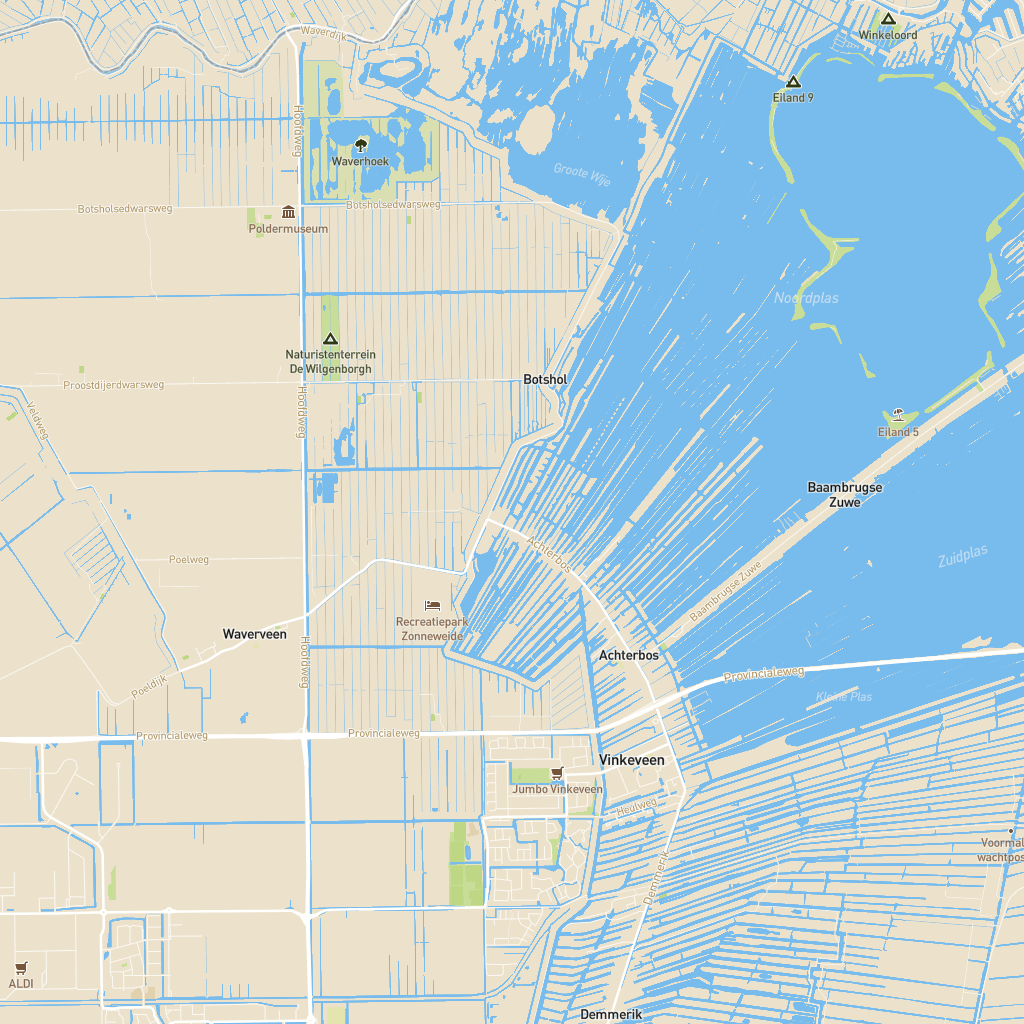 Waverdijk
Winkeloord
Eiland 9
Hoofdweg
Waverhoek
Groote Wije
Botsholsedwarsweg
Botsholsedwarsweg
Poldermuseum
Noordplas
Naturistenterrein
De Wilgenborgh
Botshol
Proostdijerdwarsweg
Hoofdweg
Veldweg
Eiland 5
Baambrugse
Zuwe
Achterbos
Zuidplas
Poelweg
Baambrugse Zuwe
Recreatiepark
Zonneweide
Waverveen
Achterbos
Hoofdweg
Provincialeweg
Poeldijk
Kleine Plas
Provincialeweg
Provincialeweg
Vinkeveen
Jumbo Vinkeveen
Heulweg
Voormal
wachtpos
Demmerik
ALDI
Demmerik